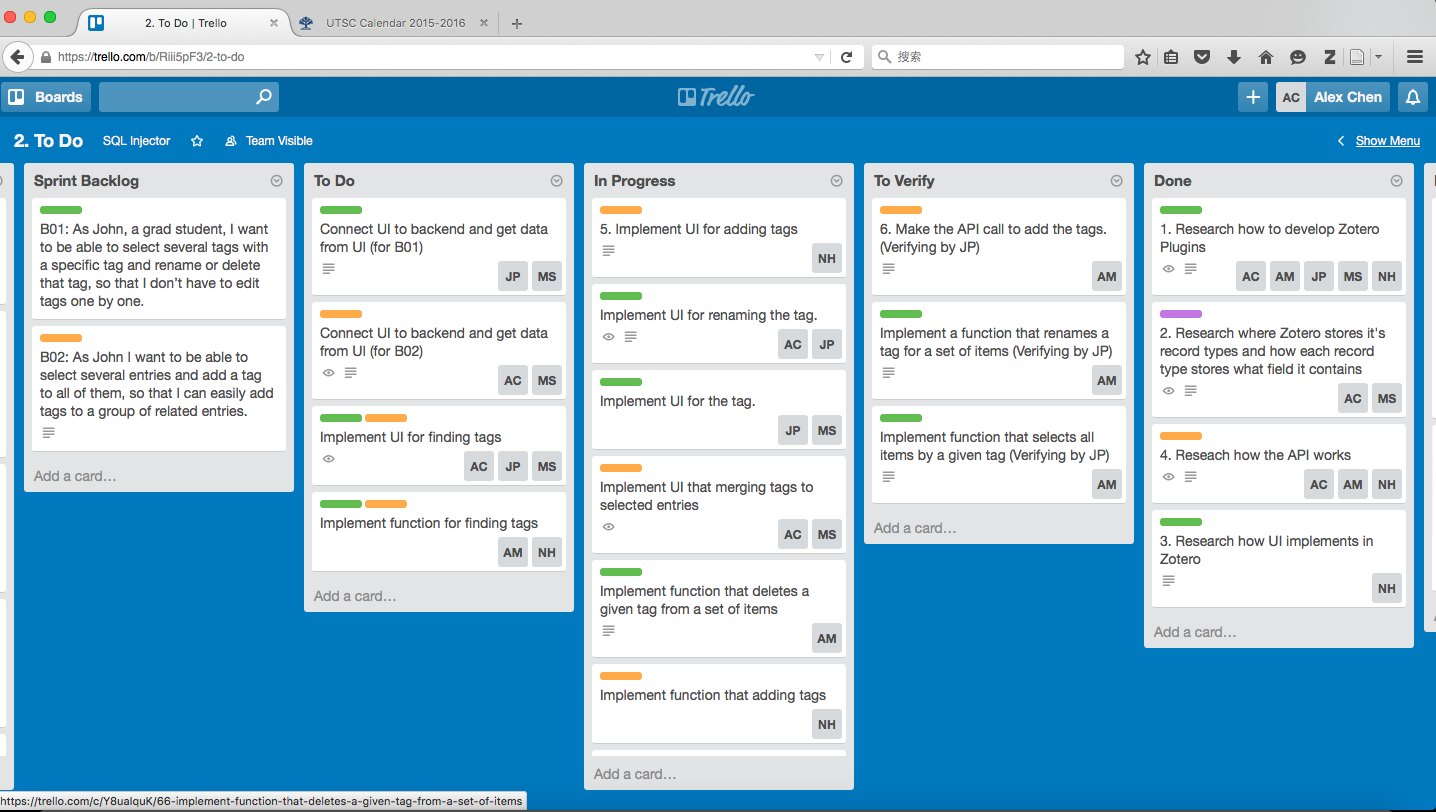 2. To Do | Trello
UTSC Calendar 2015-2016
https://trello.com/b/Riii5pF3/2-to-do
搜索
Boards
Trello
AC Alex Chen
2. To Do
SQL Injector
Team Visible
Show Menu
Sprint Backlog
B01: As John, a grad student, I want
to be able to select several tags with
a specific tag and rename or delete
that tag, so that I don't have to edit
tags one by one.
B02: As John I want to be able to
select several entries and add a tag
to all of them, so that I can easily add
tags to a group of related entries.
Add a card…
To Do
Connect UI to backend and get data
from UI (for B01)
JP MS
Connect UI to backend and get data
from UI (for B02)
AC MS
Implement UI for finding tags
AC JP MS
Implement function for finding tags
AM NH
Add a card…
In Progress
5. Implement UI for adding tags
NH
Implement UI for renaming the tag.
AC JP
Implement UI for the tag.
JP MS
Implement UI that merging tags to
selected entries
AC MS
Implement function that deletes a
given tag from a set of items
AM
Implement function that adding tags
NH
Add a card…
To Verify
6. Make the API call to add the tags.
(Verifying by JP)
AM
Implement a function that renames a
tag for a set of items (Verifying by JP)
AM
Implement function that selects all
items by a given tag (Verifying by JP)
AM
Add a card…
Done
1. Research how to develop Zotero
Plugins
AC AM JP MS NH
2. Research where Zotero stores it's
record types and how each record
type stores what field it contains
AC MS
4. Reseach how the API works
AC AM NH
3. Research how UI implements in
Zotero
NH
Add a card…
https://trello.com/c/Y8ualquK/66-implement-function-that-deletes-a-given-tag-from-a-set-of-items